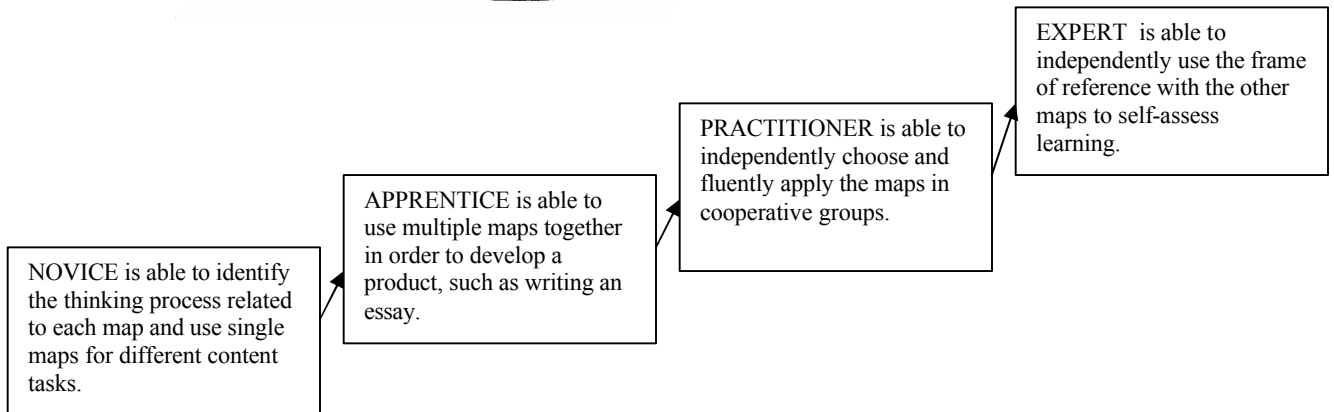 EXPERT is able to
independently use the frame
of reference with the other
maps to self-assess
learning.
PRACTITIONER is able to
independently choose and
fluently apply the maps in
cooperative groups.
APPRENTICE is able to
use multiple maps together
in order to develop a
product, such as writing an
essay.
NOVICE is able to identify
the thinking process related
to each map and use single
maps for different content
tasks.